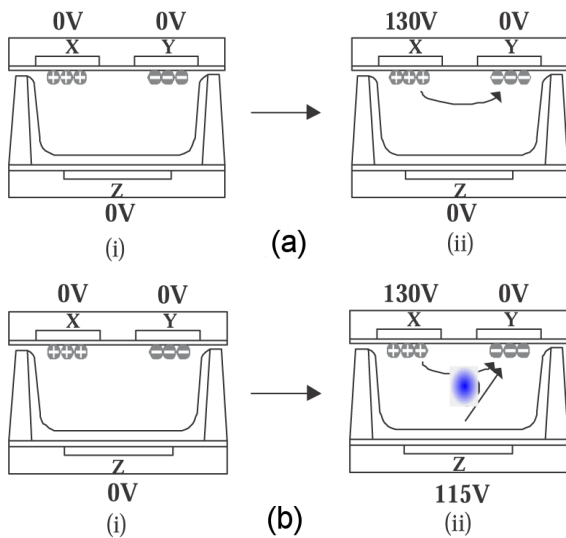 0V 0V 130V 0V
X Y X Y
Z Z
0V 0V
(i) (a) (ii)
0V 0V 130V 0V
X Y X Y
Z Z
0V 115V
(i) (b) (ii)